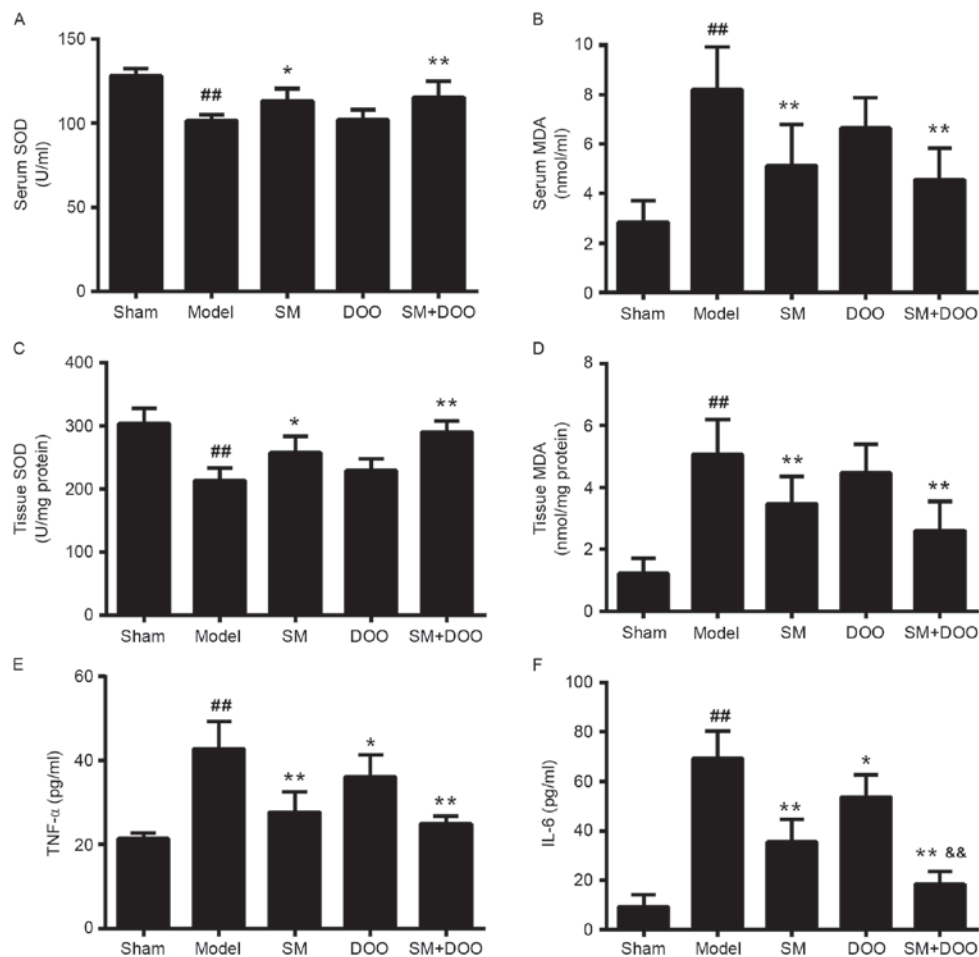 A
Serum SOD
(U/ml)
150
100
50
0
##
*
**
Sham Model SM DOO SM+DOO
B
Serum MDA
(nmol/ml)
10
8
6
4
2
0
##
**
**
Sham Model SM DOO SM+DOO
C
Tissue SOD
(U/mg protein)
400
300
200
100
0
##
*
**
Sham Model SM DOO SM+DOO
D
Tissue MDA
(nmol/mg protein)
8
6
4
2
0
##
**
**
Sham Model SM DOO SM+DOO
E
TNF-α (pg/ml)
60
40
20
0
##
**
*
**
Sham Model SM DOO SM+DOO
F
IL-6 (pg/ml)
100
80
60
40
20
0
##
**
*
** &&
Sham Model SM DOO SM+DOO